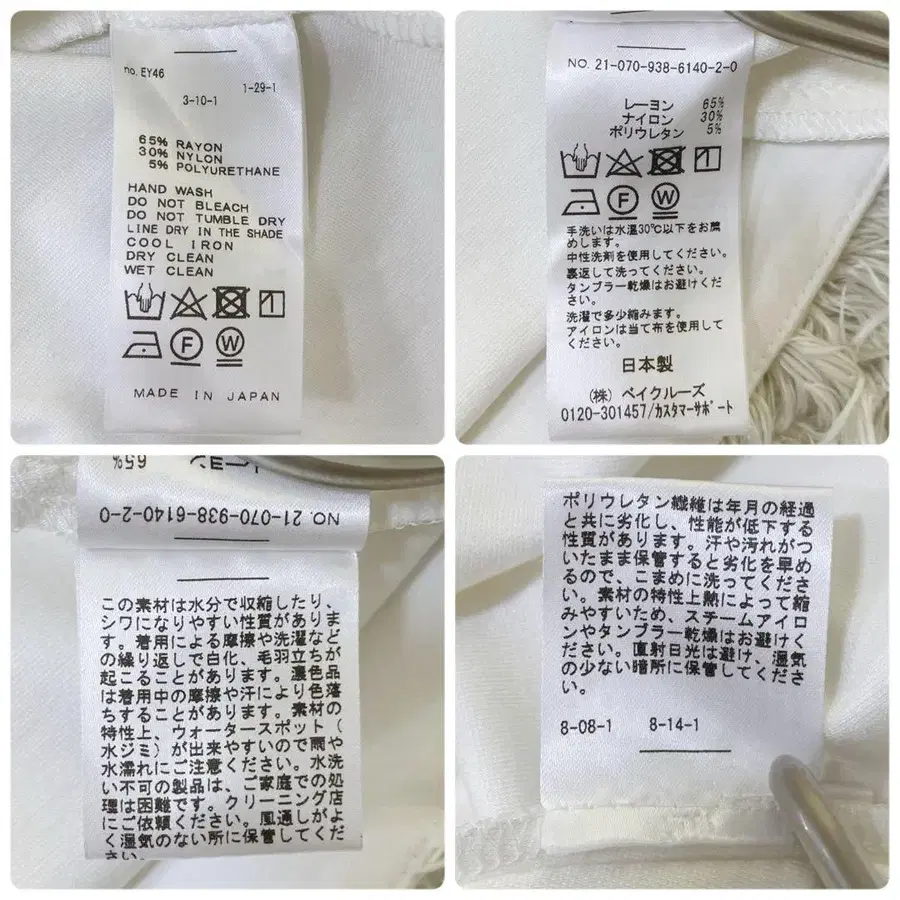 no. EY46
1-29-1
3-10-1
65% RAYON
30% NYLON
5% POLYURETHANE
HAND WASH
DO NOT BLEACH
DO NOT TUMBLE DRY
LINE DRY IN THE SHADE
COOL IRON
DRY CLEAN
WET CLEAN
F W
MADE IN JAPAN
NO. 21-070-938-6140-2-0
レーヨン 65%
ナイロン 30%
ポリウレタン 5%
F W
手洗いは水温30℃以下をお薦
めします。
中性洗剤を使用してください。
裏返して洗ってください。
タンブラー乾燥はお避けくだ
さい。
洗濯で多少縮みます。
アイロンは当て布を使用して
ください。
日本製
(株) ベイクルーズ
0120-301457/カスタマーサポート
65%
NO. 21-070-938-6140-2-0
この素材は水分で収縮したり、
シワになりやすい性質がありま
す。着用による摩擦や洗濯など
の繰り返しで白化、毛羽立ちが
起こることがあります。濃色品
は着用中の摩擦や汗により色落
ちすることがあります。素材の
特性上、ウォータースポット(
水ジミ)が出来やすいので雨や
水濡れにご注意ください。水洗
い不可の製品は、ご家庭での処
理は困難です。クリーニング店
にご依頼ください。風通しがよ
く湿気のない所に保管してくだ
さい。
ポリウレタン繊維は年月の経過
と共に劣化し、性能が低下する
性質があります。汗や汚れがつ
いたまま保管すると劣化を早め
るので、こまめに洗ってくださ
い。素材の特性上熱によって縮
みやすいため、スチームアイロ
ンやタンブラー乾燥はお避けく
ださい。直射日光は避け、湿気
の少ない暗所に保管してくださ
い。
8-08-1 8-14-1